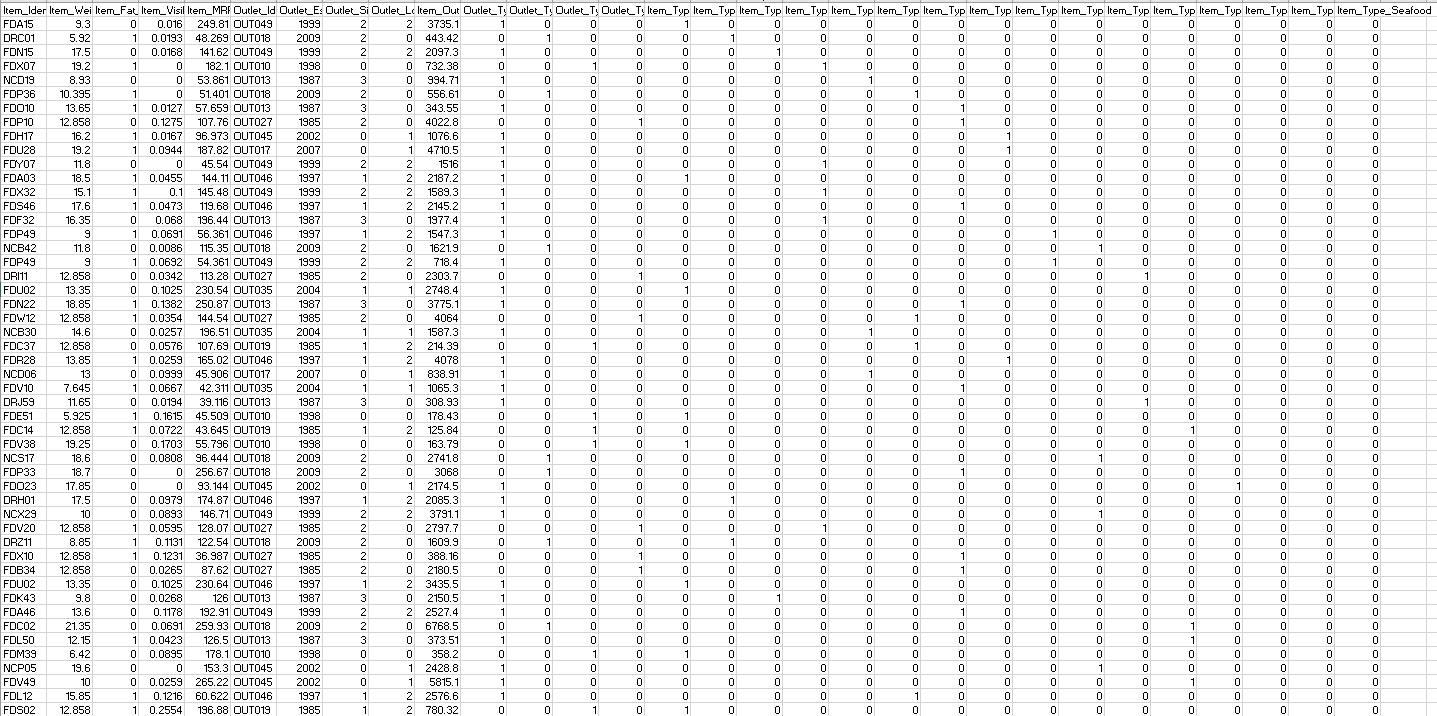 Item_Iden Item_Wei Item_Fat_ Item_Visil Item_MRP Outlet_Id Outlet_Es Outlet_Si Outlet_Lo Item_Out Outlet_Ty Outlet_Ty Outlet_Ty Outlet_Ty Item_Typ Item_Typ Item_Typ Item_Typ Item_Typ Item_Typ Item_Typ Item_Typ Item_Typ Item_Typ Item_Typ Item_Typ Item_Typ Item_Typ Item_Typ Item_Type_Seafood
FDA15 9.3 0 0.016 249.81 OUT049 1999 2 2 3735.1 1 0 0 0 1 0 0 0 0 0 0 0 0 0 0 0 0 0 0 0
DRC01 5.92 1 0.0193 48.269 OUT018 2009 2 0 443.42 0 1 0 0 0 1 0 0 0 0 0 0 0 0 0 0 0 0 0 0
FDN15 17.5 0 0.0168 141.62 OUT049 1999 2 2 2097.3 1 0 0 0 0 0 1 0 0 0 0 0 0 0 0 0 0 0 0 0
FDX07 19.2 1 0 182.1 OUT010 1998 0 0 732.38 0 0 1 0 0 0 0 1 0 0 0 0 0 0 0 0 0 0 0 0
NCD19 8.93 0 0 53.861 OUT013 1987 3 0 994.71 1 0 0 0 0 0 0 0 1 0 0 0 0 0 0 0 0 0 0 0
FDP36 10.395 1 0 51.401 OUT018 2009 2 0 556.61 0 1 0 0 0 0 0 0 0 1 0 0 0 0 0 0 0 0 0 0
FDO10 13.65 1 0.0127 57.659 OUT013 1987 3 0 343.55 1 0 0 0 0 0 0 0 0 0 1 0 0 0 0 0 0 0 0 0
FDP10 12.858 0 0.1275 107.76 OUT027 1985 2 0 4022.8 0 0 0 1 0 0 0 0 0 0 1 0 0 0 0 0 0 0 0 0
FDH17 16.2 1 0.0167 96.973 OUT045 2002 0 1 1076.6 1 0 0 0 0 0 0 0 0 0 0 1 0 0 0 0 0 0 0 0
FDU28 19.2 1 0.0944 187.82 OUT017 2007 0 1 4710.5 1 0 0 0 0 0 0 0 0 0 0 1 0 0 0 0 0 0 0 0
FDY07 11.8 0 0 45.54 OUT049 1999 2 2 1516 1 0 0 0 0 0 0 1 0 0 0 0 0 0 0 0 0 0 0 0
FDA03 18.5 1 0.0455 144.11 OUT046 1997 1 2 2187.2 1 0 0 0 1 0 0 0 0 0 0 0 0 0 0 0 0 0 0 0
FDX32 15.1 1 0.1 145.48 OUT049 1999 2 2 1589.3 1 0 0 0 0 0 0 1 0 0 0 0 0 0 0 0 0 0 0 0
FDS46 17.6 1 0.0473 119.68 OUT046 1997 1 2 2145.2 1 0 0 0 0 0 0 0 0 0 1 0 0 0 0 0 0 0 0 0
FDF32 16.35 0 0.068 196.44 OUT013 1987 3 0 1977.4 1 0 0 0 0 0 0 1 0 0 0 0 0 0 0 0 0 0 0 0
FDP49 9 1 0.0691 56.361 OUT046 1997 1 2 1547.3 1 0 0 0 0 0 0 0 0 0 0 0 1 0 0 0 0 0 0 0
NCB42 11.8 0 0.0086 115.35 OUT018 2009 2 0 1621.9 0 1 0 0 0 0 0 0 0 0 0 0 0 1 0 0 0 0 0 0
FDP49 9 1 0.0692 54.361 OUT049 1999 2 2 718.4 1 0 0 0 0 0 0 0 0 0 0 0 1 0 0 0 0 0 0 0
DRI11 12.858 0 0.0342 113.28 OUT027 1985 2 0 2303.7 0 0 0 1 0 0 0 0 0 0 0 0 0 0 1 0 0 0 0 0
FDU02 13.35 0 0.1025 230.54 OUT035 2004 1 1 2748.4 1 0 0 0 1 0 0 0 0 0 0 0 0 0 0 0 0 0 0 0
FDN22 18.85 1 0.1382 250.87 OUT013 1987 3 0 3775.1 1 0 0 0 0 0 0 0 0 0 1 0 0 0 0 0 0 0 0 0
FDW12 12.858 1 0.0354 144.54 OUT027 1985 2 0 4064 0 0 0 1 0 0 0 0 0 1 0 0 0 0 0 0 0 0 0 0
NCB30 14.6 0 0.0257 196.51 OUT035 2004 1 1 1587.3 1 0 0 0 0 0 0 0 1 0 0 0 0 0 0 0 0 0 0 0
FDC37 12.858 0 0.0576 107.69 OUT019 1985 1 2 214.39 0 0 1 0 0 0 0 0 0 1 0 0 0 0 0 0 0 0 0 0
FDR28 13.85 1 0.0259 165.02 OUT046 1997 1 2 4078 1 0 0 0 0 0 0 0 0 0 0 1 0 0 0 0 0 0 0 0
NCD06 13 0 0.0999 45.906 OUT017 2007 0 1 838.91 1 0 0 0 0 0 0 0 1 0 0 0 0 0 0 0 0 0 0 0
FDV10 7.645 1 0.0667 42.311 OUT035 2004 1 1 1065.3 1 0 0 0 0 0 0 0 0 0 1 0 0 0 0 0 0 0 0 0
DRJ59 11.65 0 0.0194 39.116 OUT013 1987 3 0 308.93 1 0 0 0 0 0 0 0 0 0 0 0 0 0 1 0 0 0 0 0
FDE51 5.925 1 0.1615 45.509 OUT010 1998 0 0 178.43 0 0 1 0 1 0 0 0 0 0 0 0 0 0 0 0 0 0 0 0
FDC14 12.858 1 0.0722 43.645 OUT019 1985 1 2 125.84 0 0 1 0 0 0 0 0 0 0 0 0 0 0 0 1 0 0 0 0
FDV38 19.25 0 0.1703 55.796 OUT010 1998 0 0 163.79 0 0 1 0 1 0 0 0 0 0 0 0 0 0 0 0 0 0 0 0
NCS17 18.6 0 0.0808 96.444 OUT018 2009 2 0 2741.8 0 1 0 0 0 0 0 0 0 0 0 0 0 1 0 0 0 0 0 0
FDP33 18.7 0 0 256.67 OUT018 2009 2 0 3068 0 1 0 0 0 0 0 0 0 0 1 0 0 0 0 0 0 0 0 0
FDO23 17.85 0 0 93.144 OUT045 2002 0 1 2174.5 1 0 0 0 0 0 0 0 0 0 0 0 0 0 0 0 1 0 0 0
DRH01 17.5 0 0.0979 174.87 OUT046 1997 1 2 2085.3 1 0 0 0 0 1 0 0 0 0 0 0 0 0 0 0 0 0 0 0
NCX29 10 0 0.0893 146.71 OUT049 1999 2 2 3791.1 1 0 0 0 0 0 0 0 0 0 0 0 0 1 0 0 0 0 0 0
FDV20 12.858 1 0.0595 128.07 OUT027 1985 2 0 2797.7 0 0 0 1 0 0 0 1 0 0 0 0 0 0 0 0 0 0 0 0
DRZ11 8.85 1 0.1131 122.54 OUT018 2009 2 0 1609.9 0 1 0 0 0 1 0 0 0 0 0 0 0 0 0 0 0 0 0 0
FDX10 12.858 1 0.1231 36.987 OUT027 1985 2 0 388.16 0 0 0 1 0 0 0 0 0 0 1 0 0 0 0 0 0 0 0 0
FDB34 12.858 0 0.0265 87.62 OUT027 1985 2 0 2180.5 0 0 0 1 0 0 0 0 0 0 1 0 0 0 0 0 0 0 0 0
FDU02 13.35 0 0.1025 230.64 OUT046 1997 1 2 3435.5 1 0 0 0 1 0 0 0 0 0 0 0 0 0 0 0 0 0 0 0
FDK43 9.8 0 0.0268 126 OUT013 1987 3 0 2150.5 1 0 0 0 0 0 1 0 0 0 0 0 0 0 0 0 0 0 0 0
FDA46 13.6 0 0.1178 192.91 OUT049 1999 2 2 2527.4 1 0 0 0 0 0 0 0 0 0 1 0 0 0 0 0 0 0 0 0
FDC02 21.35 0 0.0691 259.93 OUT018 2009 2 0 6768.5 0 1 0 0 0 0 0 0 0 0 0 0 0 0 0 1 0 0 0 0
FDL50 12.15 1 0.0423 126.5 OUT013 1987 3 0 373.51 1 0 0 0 0 0 0 0 0 0 0 0 0 0 0 1 0 0 0 0
FDM39 6.42 0 0.0895 178.1 OUT010 1998 0 0 358.2 0 0 1 0 1 0 0 0 0 0 0 0 0 0 0 0 0 0 0 0
NCP05 19.6 0 0 153.3 OUT045 2002 0 1 2428.8 1 0 0 0 0 0 0 0 0 0 0 0 0 1 0 0 0 0 0 0
FDV49 10 0 0.0259 265.22 OUT045 2002 0 1 5815.1 1 0 0 0 0 0 0 0 0 0 0 0 0 0 0 1 0 0 0 0
FDL12 15.85 1 0.1216 60.622 OUT046 1997 1 2 2576.6 1 0 0 0 0 0 0 0 0 1 0 0 0 0 0 0 0 0 0 0
FDS02 12.858 1 0.2554 196.88 OUT019 1985 1 2 780.32 0 0 1 0 1 0 0 0 0 0 0 0 0 0 0 0 0 0 0 0